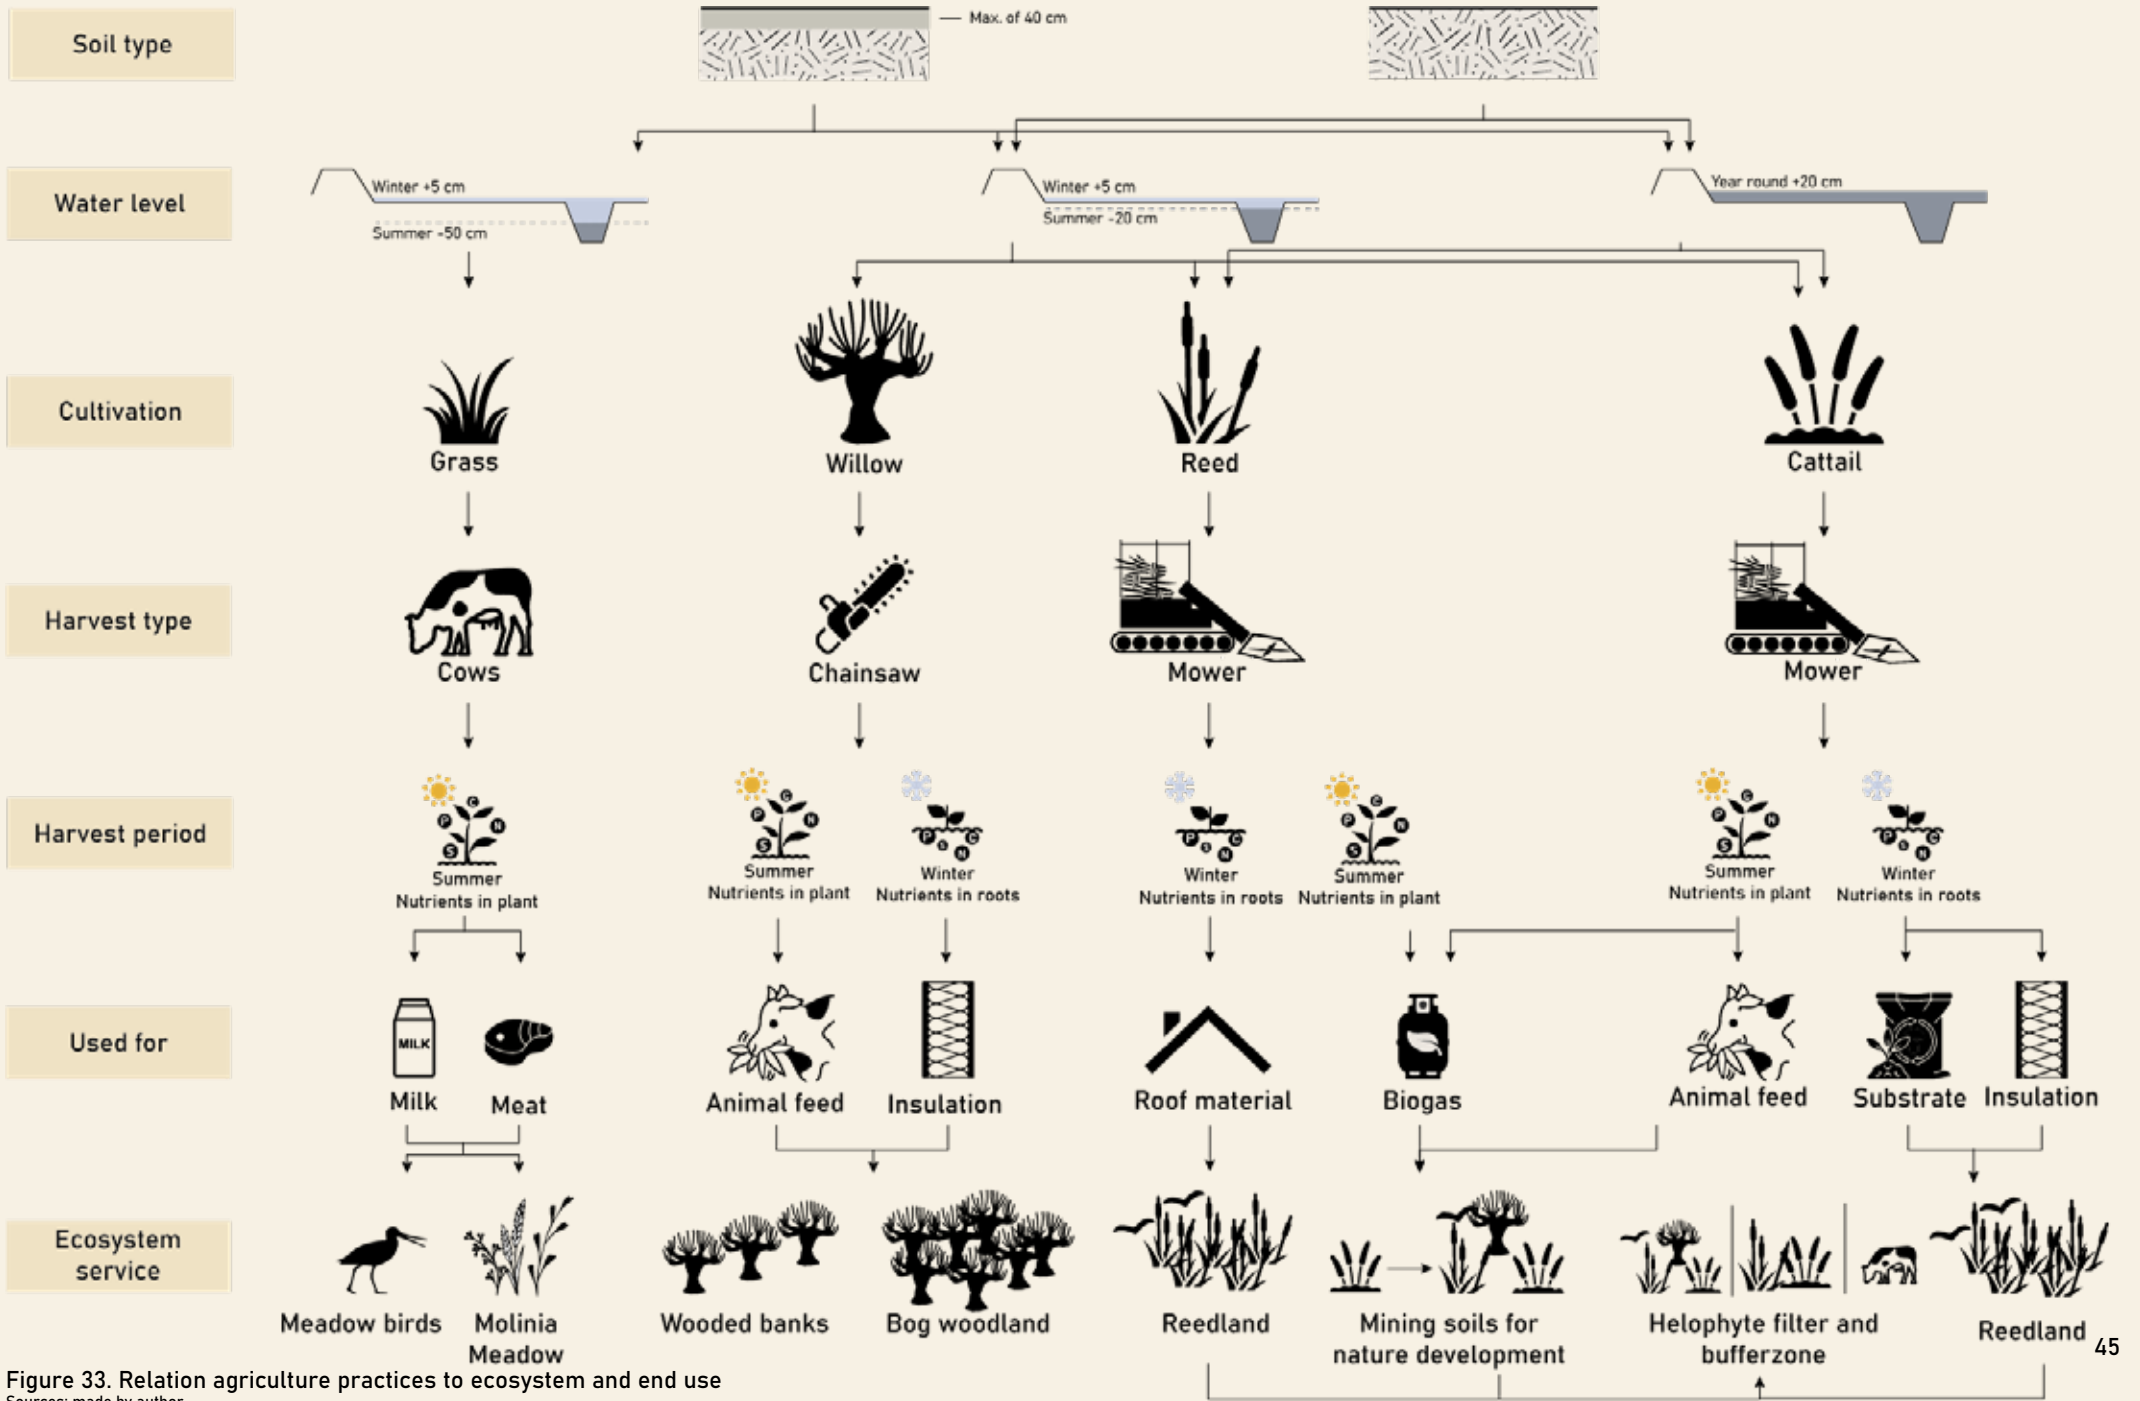 Soil type
Max. of 40 cm
Water level
Winter +5 cm
Summer -50 cm
Winter +5 cm
Summer -20 cm
Year round +20 cm
Cultivation
Grass
Willow
Reed
Cattail
Harvest type
Cows
Chainsaw
Mower
Mower
Harvest period
C
P
N
S
Summer
Nutrients in plant
C
P
N
S
Summer
Nutrients in plant
P
S
C
N
Winter
Nutrients in roots
P
S
C
N
Winter
Nutrients in roots
C
P
N
S
Summer
Nutrients in plant
C
P
N
S
Summer
Nutrients in plant
P
S
C
N
Winter
Nutrients in roots
Used for
MILK
Milk
Meat
Animal feed
Insulation
Roof material
Biogas
Animal feed
Substrate
Insulation
Ecosystem
service
Meadow birds
Molinia
Meadow
Wooded banks
Bog woodland
Reedland
Mining soils for
nature development
Helophyte filter and
bufferzone
Reedland
45
Figure 33. Relation agriculture practices to ecosystem and end use
Sources: made by author